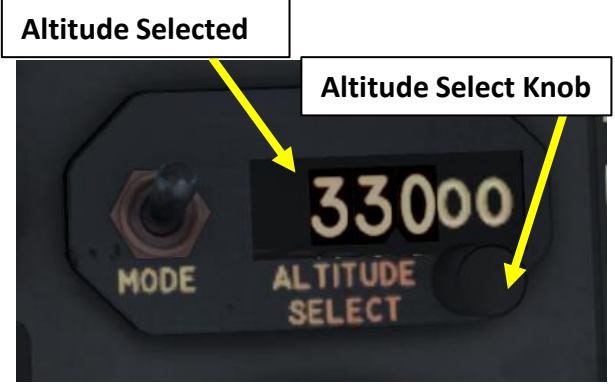 Altitude Selected
Altitude Select Knob
33000
MODE
ALTITUDE
SELECT